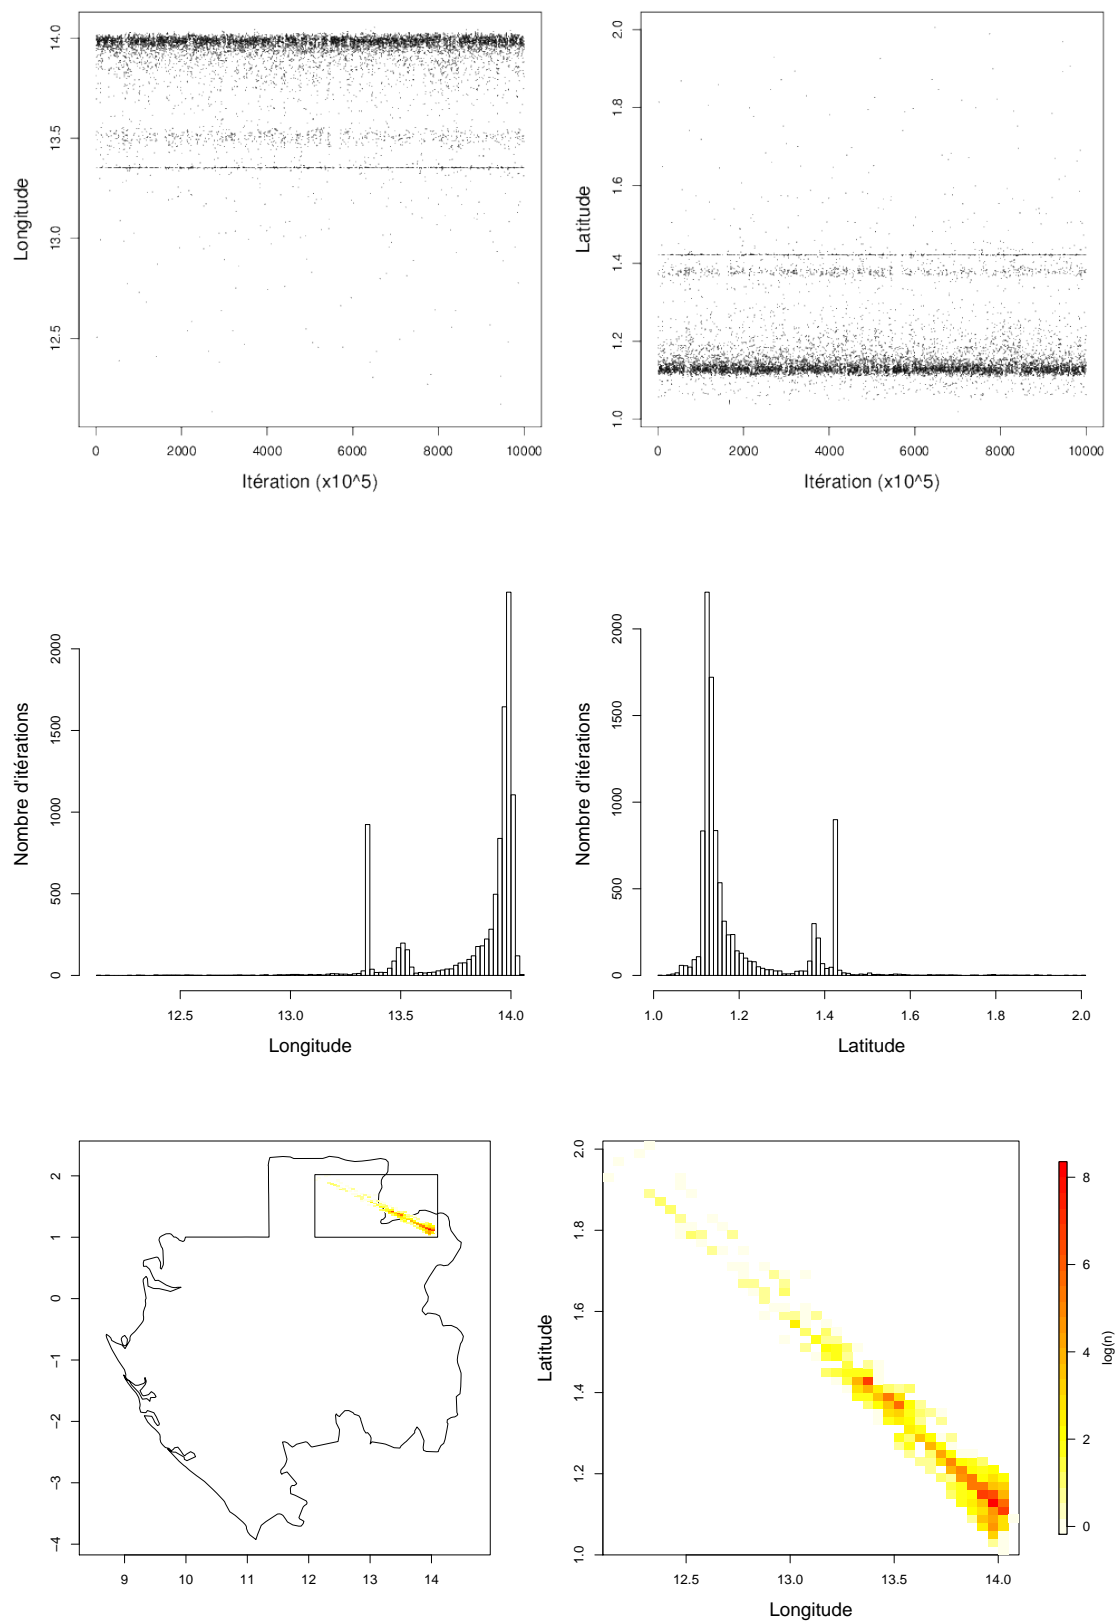 14.0
13.5
13.0
12.5
Longitude
0 2000 4000 6000 8000 10000
Itération (x10^5)
2.0
1.8
1.6
1.4
1.2
1.0
Latitude
0 2000 4000 6000 8000 10000
Itération (x10^5)
2000
1500
1000
500
0
Nombre d'itérations
12.5 13.0 13.5 14.0
Longitude
2000
1500
1000
500
0
Nombre d'itérations
1.0 1.2 1.4 1.6 1.8 2.0
Latitude
2
1
0
−1
−2
−3
−4
9 10 11 12 13 14
2.0
1.8
1.6
1.4
1.2
1.0
Latitude
12.5 13.0 13.5 14.0
Longitude
8
6
4
2
0
log(n)